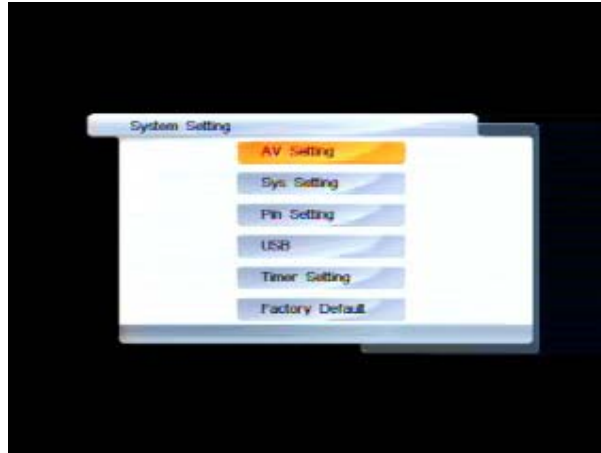 System Setting
AV Setting
Sys Setting
Pin Setting
USB
Timer Setting
Factory Default